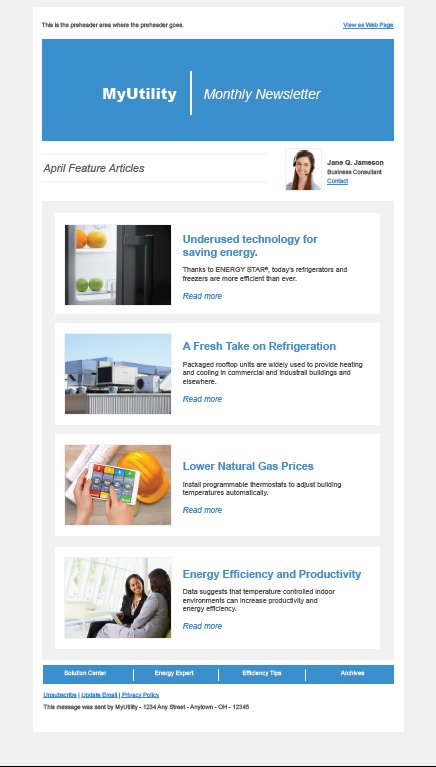 This is the preheader area where the preheader goes.
View as Web Page
MyUtility
Monthly Newsletter
April Feature Articles
Jane Q. Jameson
Business Consultant
Contact
Underused technology for
saving energy.
Thanks to ENERGY STAR®, today's refrigerators and
freezers are more efficient than ever.
Read more
A Fresh Take on Refrigeration
Packaged rooftop units are widely used to provide heating
and cooling in commercial and industrail buildings and
elsewhere.
Read more
Lower Natural Gas Prices
Install programmable thermostats to adjust building
temperatures automatically.
Read more
Energy Efficiency and Productivity
Data suggests that temperature controlled indoor
environments can increase productivity and
energy efficiency.
Read more
Solution Center
Energy Expert
Efficiency Tips
Archives
Unsubscribe | Update Email | Privacy Policy
This message was sent by MyUtility - 1234 Any Street - Anytown - OH - 12345